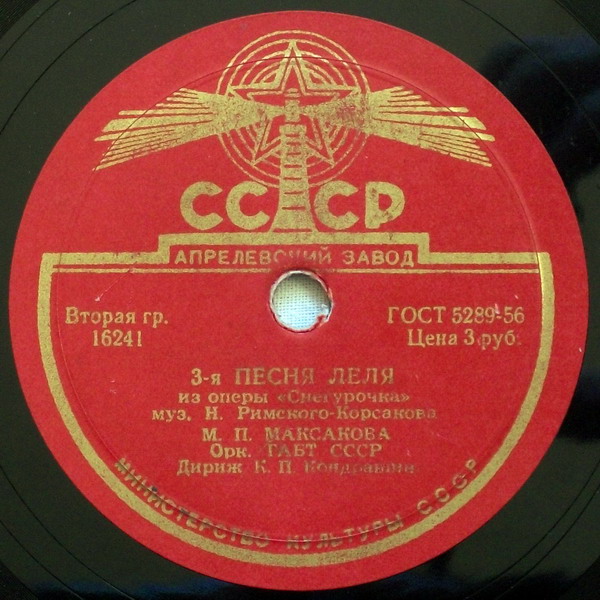 СССР
АПРЕЛЕВСКИЙ ЗАВОД
Вторая гр.
16241
ГОСТ 5289-56
Цена 3 руб.
3-я ПЕСНЯ ЛЕЛЯ
из оперы «Снегурочка»
муз. Н. Римского-Корсакова
М. П. МАКСАКОВА
Орк. ГАБТ СССР
Дириж К. П. Кондрашин
МИНИСТЕРСТВО КУЛЬТУРЫ СССР